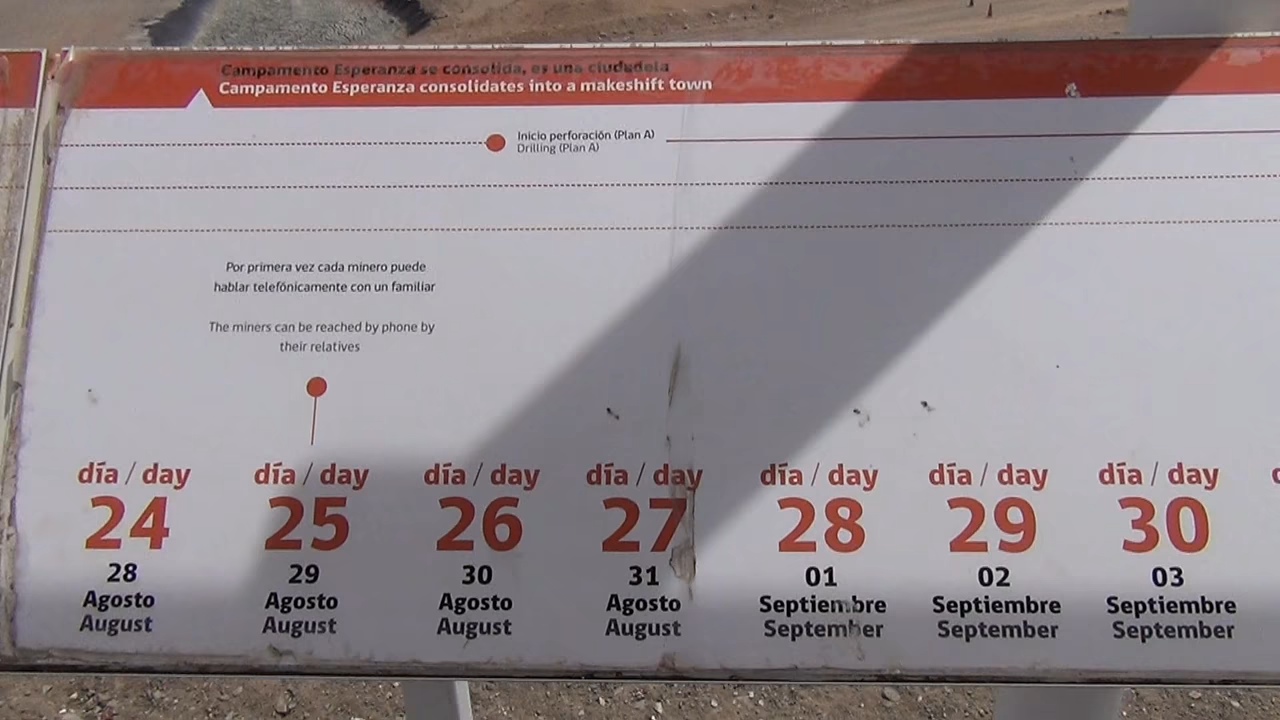 Campamento Esperanza se consolida, es una ciudadela
Campamento Esperanza consolidates into a makeshift town
Inicio perforación (Plan A)
Drilling (Plan A)
Por primera vez cada minero puede
hablar telefónicamente con un familiar
The miners can be reached by phone by
their relatives
día / day
24
28
Agosto
August
día / day
25
29
Agosto
August
día / day
26
30
Agosto
August
día / day
27
31
Agosto
August
día / day
28
01
Septiembre
September
día / day
29
02
Septiembre
September
día / day
30
03
Septiembre
September